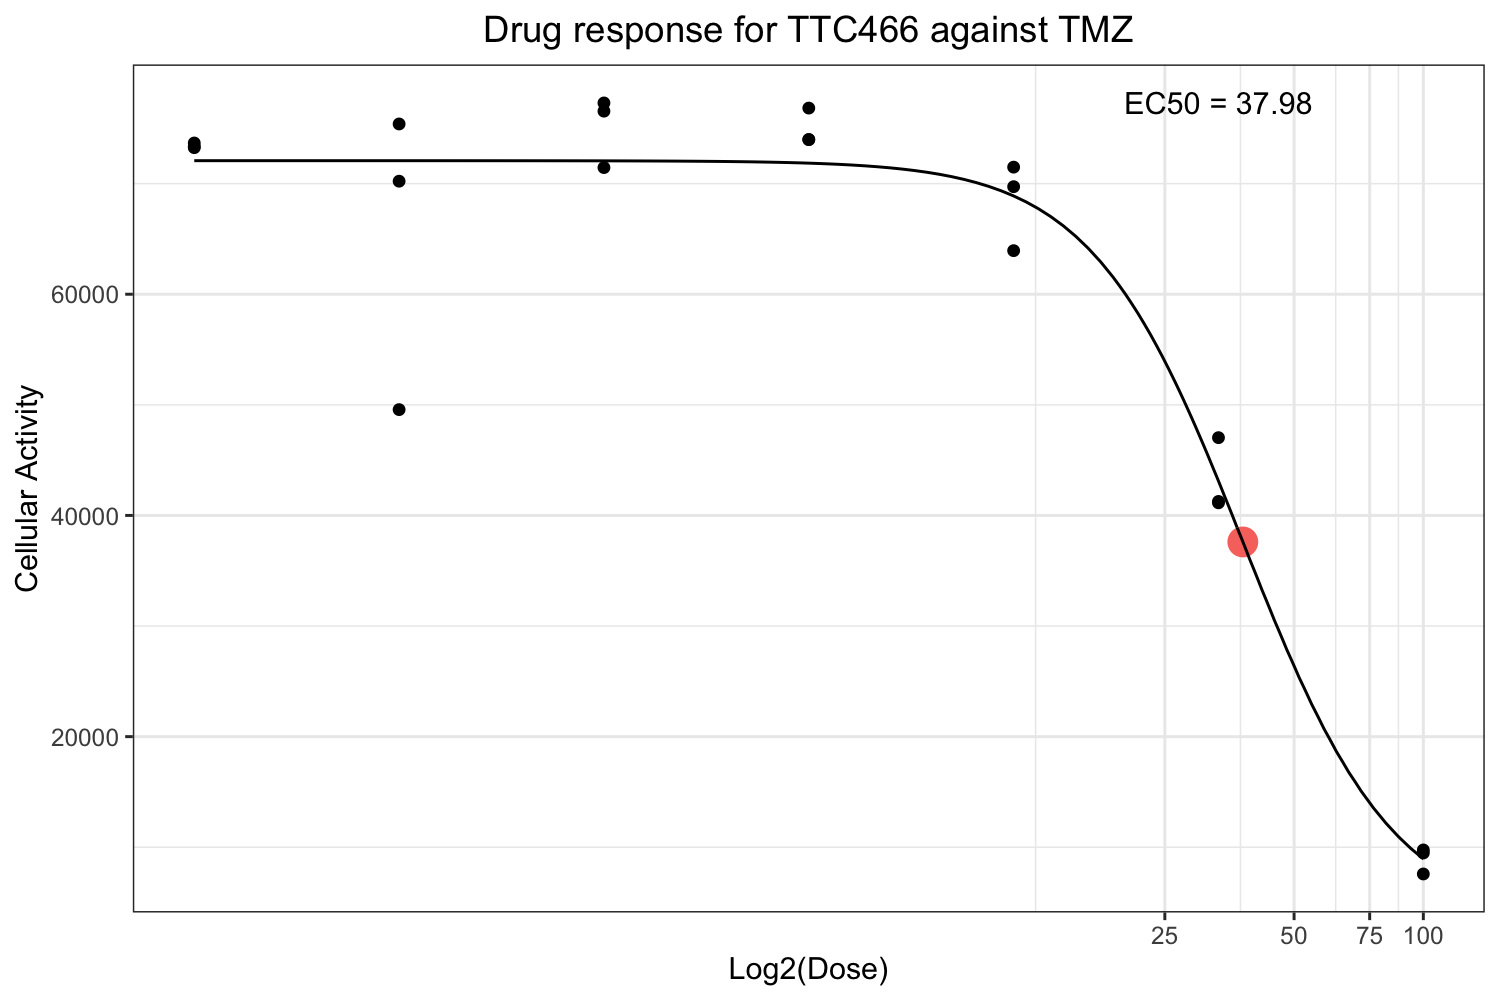 Drug response for TTC466 against TMZ
EC50 = 37.98
60000
40000
20000
Cellular Activity
25 50 75 100
Log2(Dose)